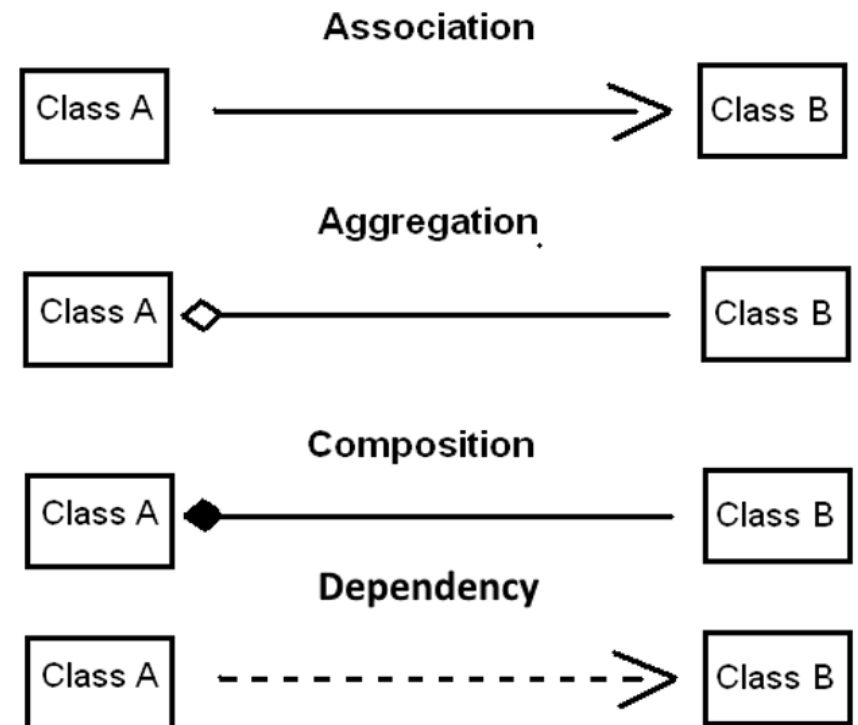 Association
Class A Class B
Aggregation
Class A Class B
Composition
Class A Class B
Dependency
Class A Class B